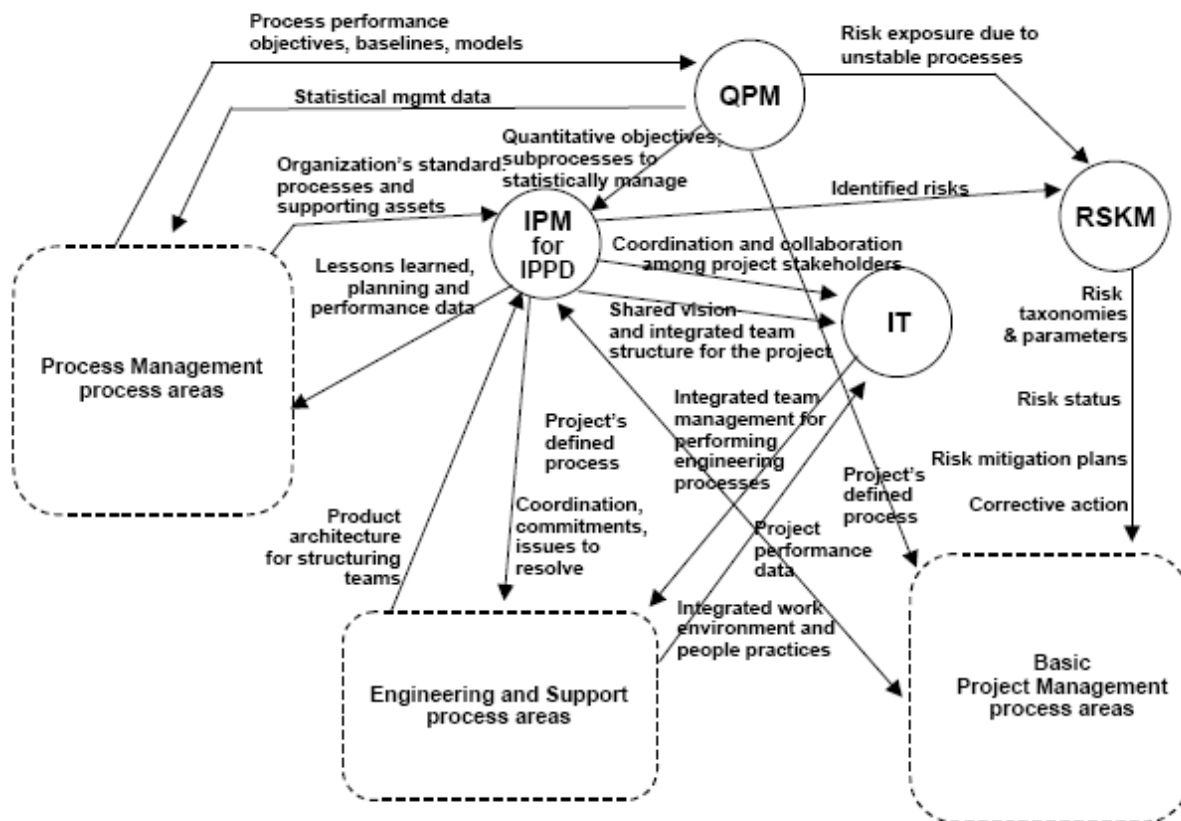 Process performance
objectives, baselines, models
Risk exposure due to
unstable processes
QPM
Statistical mgmt data
Quantitative objectives;
subprocesses to
statistically manage
Organization's standard.
processes and
supporting assets
Identified risks
RSKM
IPM
for
IPPD
Coordination and collaboration
among project stakeholders
Lessons learned,
planning and
performance data
Shared vision
and integrated team
structure for the project
IT
Risk
taxonomies
& parameters
Process Management
process areas
Risk status
Integrated team
management for
performing
engineering
processes
Project's
defined
process
Risk mitigation plans
Project's
defined
process
Corrective action
Product
architecture
for structuring
teams
Coordination,
commitments,
issues to
resolve
Project
performance
data
Integrated work
environment and
people practices
Engineering and Support
process areas
Basic
Project Management
process areas